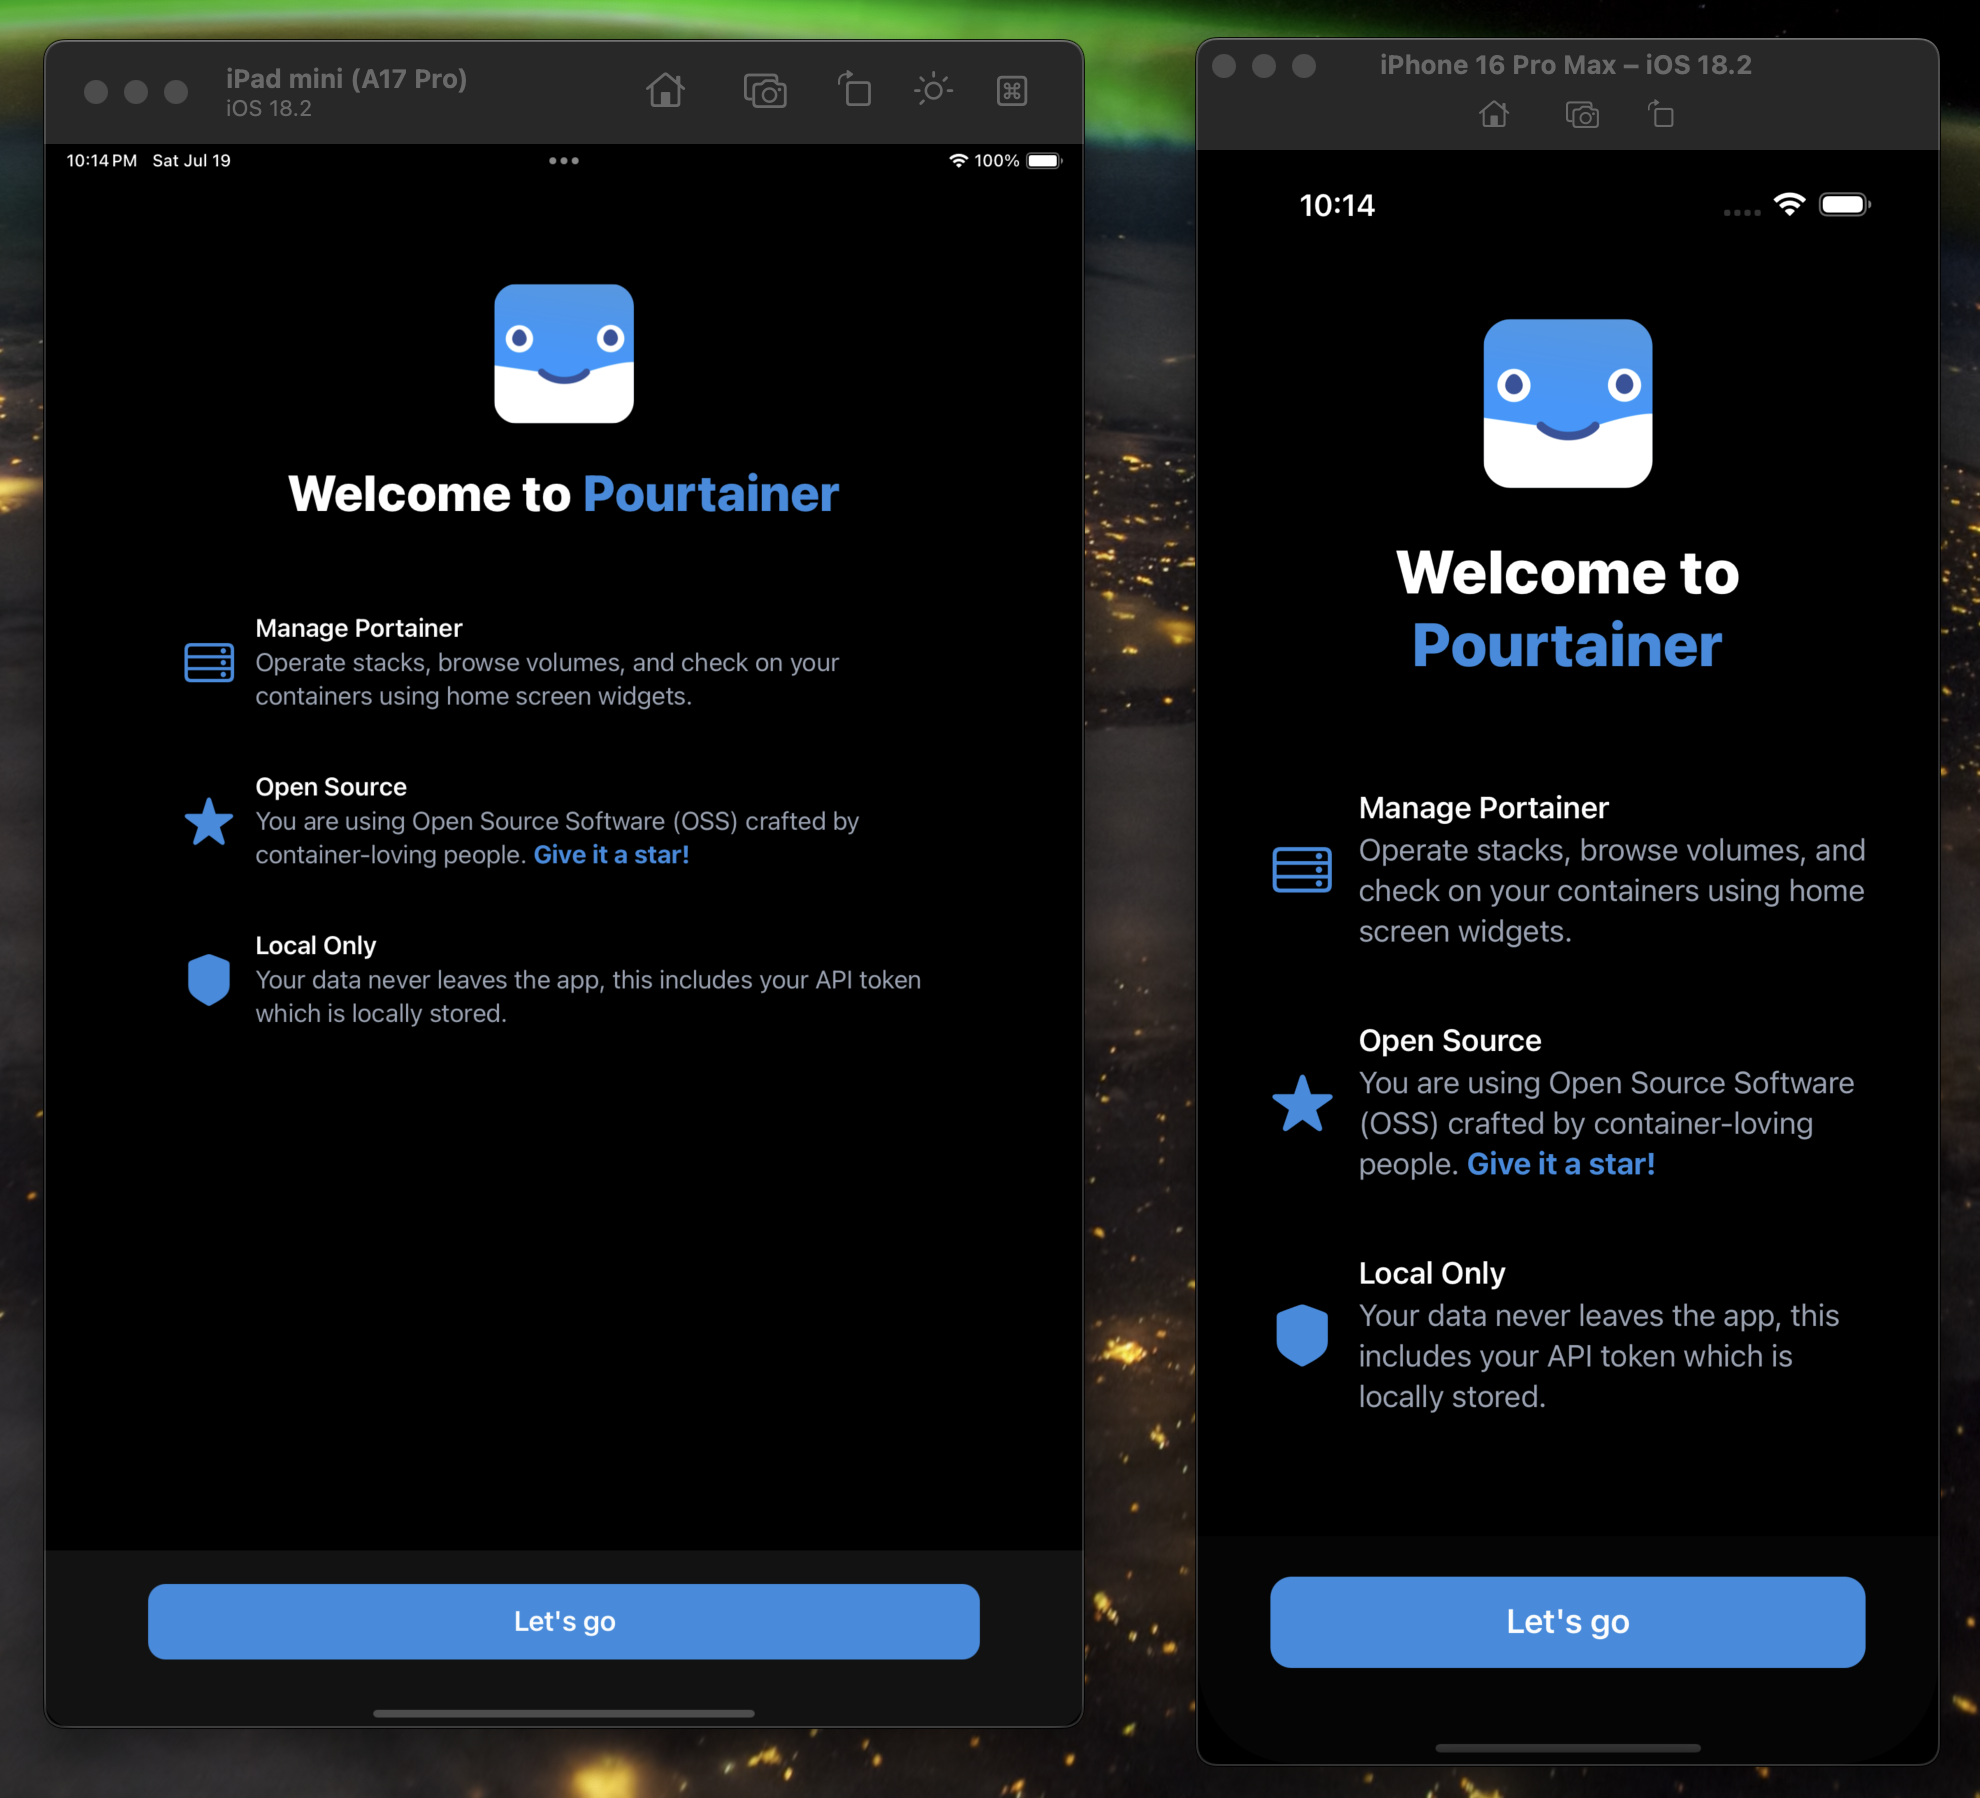 iPad mini (A17 Pro)
iOS 18.2
10:14 PM Sat Jul 19
100%
Welcome to Pourtainer
Manage Portainer
Operate stacks, browse volumes, and check on your
containers using home screen widgets.
Open Source
You are using Open Source Software (OSS) crafted by
container-loving people. Give it a star!
Local Only
Your data never leaves the app, this includes your API token
which is locally stored.
Let's go
iPhone 16 Pro Max – iOS 18.2
10:14
Welcome to
Pourtainer
Manage Portainer
Operate stacks, browse volumes, and
check on your containers using home
screen widgets.
Open Source
You are using Open Source Software
(OSS) crafted by container-loving
people. Give it a star!
Local Only
Your data never leaves the app, this
includes your API token which is
locally stored.
Let's go